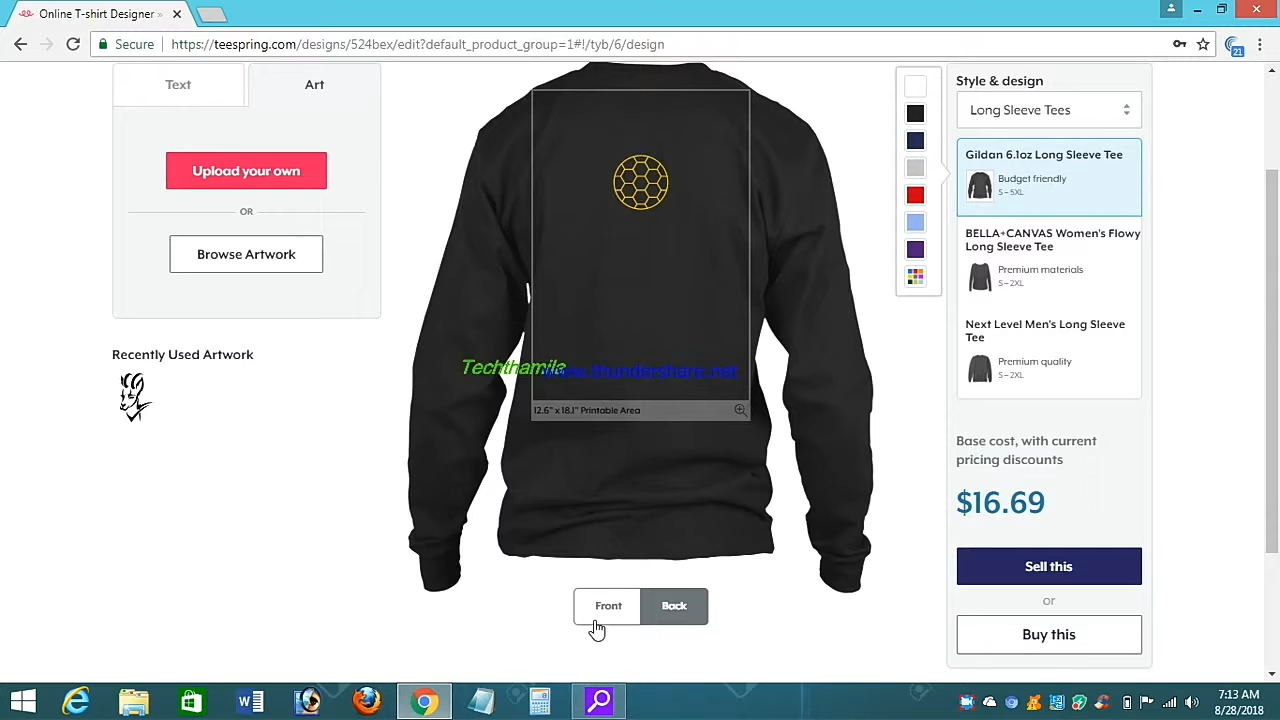 Online T-shirt Designer »
Secure
https://teespring.com/designs/524bex/edit?default_product_group=1#!/tyb/6/design
21
Text
Art
Upload your own
OR
Browse Artwork
Recently Used Artwork
www.thundershare.net
12.6" x 18.1" Printable Area
Front
Back
Style & design
Long Sleeve Tees
Gildan 6.1oz Long Sleeve Tee
Budget friendly
S – 5XL
BELLA+CANVAS Women's Flowy
Long Sleeve Tee
Premium materials
S – 2XL
Next Level Men's Long Sleeve
Tee
Premium quality
S – 2XL
Base cost, with current
pricing discounts
$16.69
Sell this
or
Buy this
7:13 AM
8/28/2018